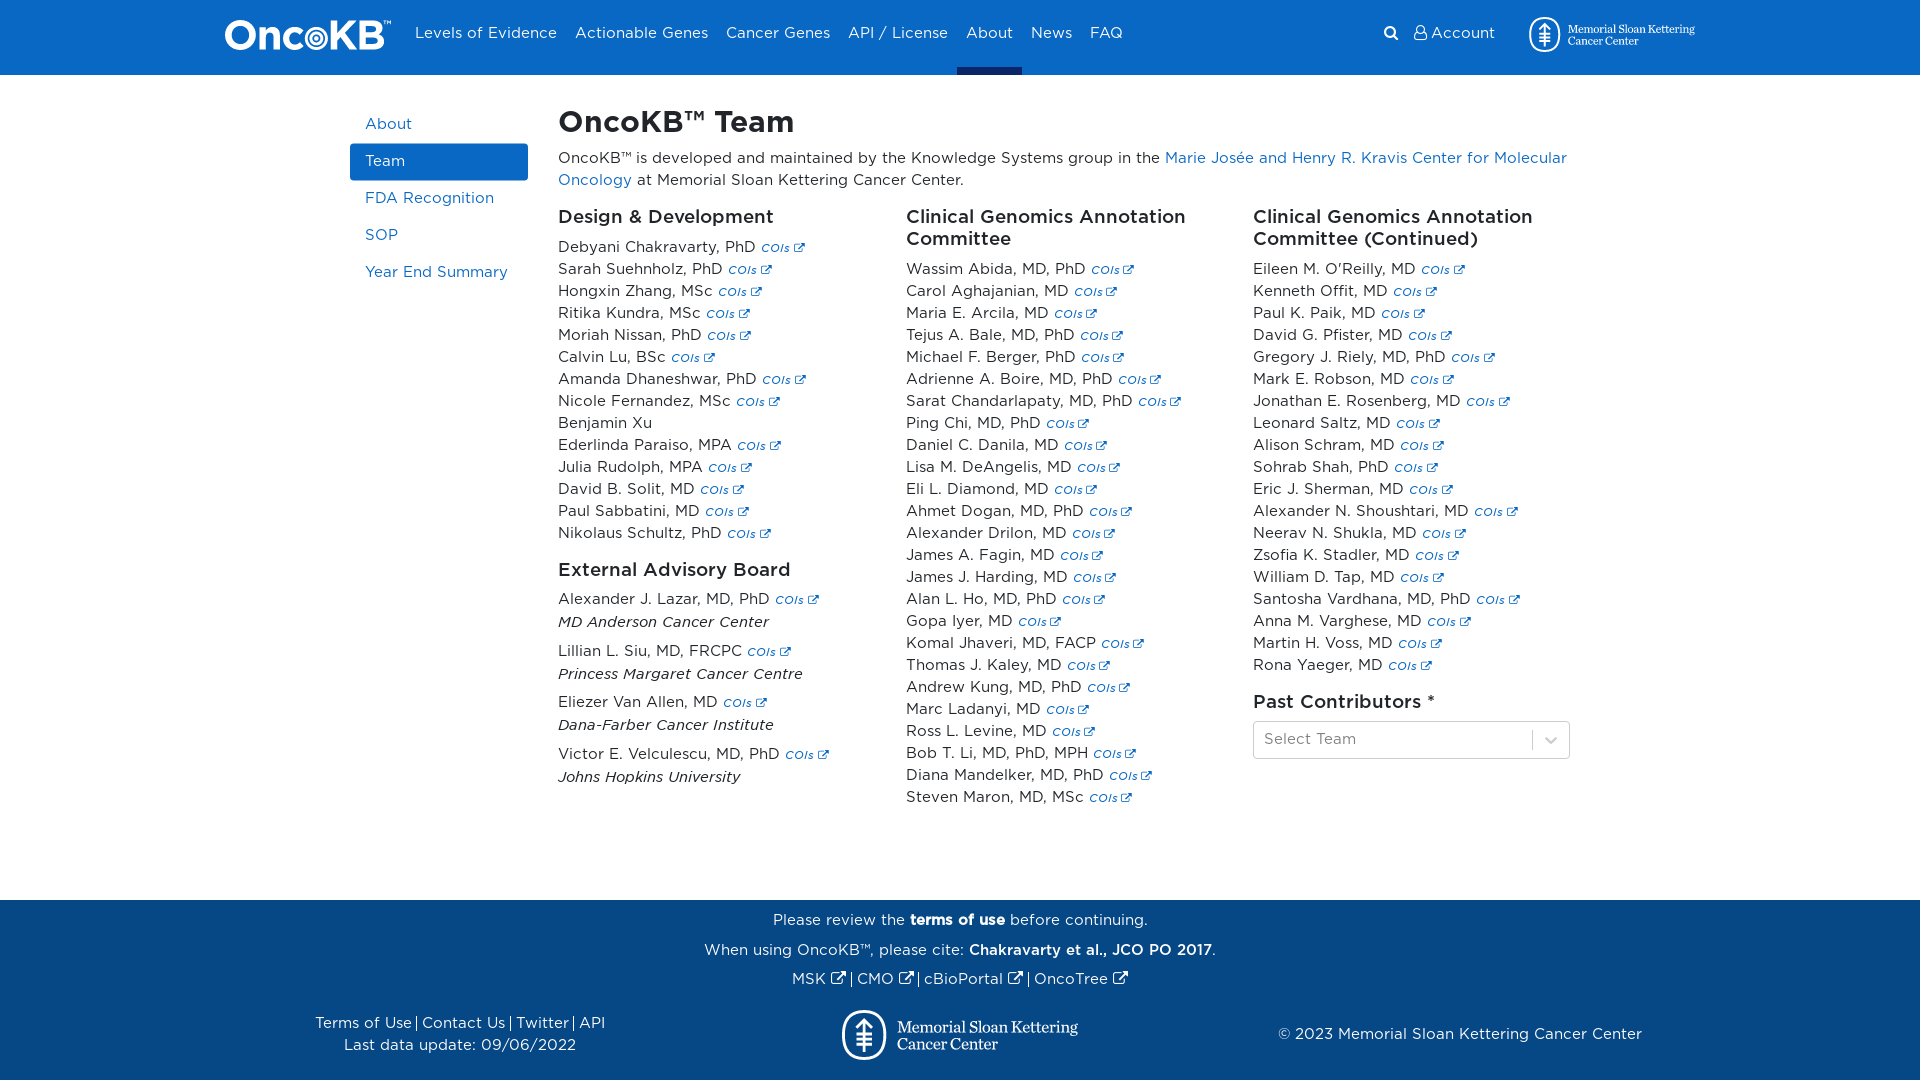 OncoKB™ Levels of Evidence Actionable Genes Cancer Genes API / License About News FAQ Account Memorial Sloan Kettering Cancer Center
About
Team
FDA Recognition
SOP
Year End Summary
OncoKB™ Team
OncoKB™ is developed and maintained by the Knowledge Systems group in the Marie Josée and Henry R. Kravis Center for Molecular
Oncology at Memorial Sloan Kettering Cancer Center.
Design & Development
Debyani Chakravarty, PhD COIs
Sarah Suehnholz, PhD COIs
Hongxin Zhang, MSc COIs
Ritika Kundra, MSc COIs
Moriah Nissan, PhD COIs
Calvin Lu, BSc COIs
Amanda Dhaneshwar, PhD COIs
Nicole Fernandez, MSc COIs
Benjamin Xu
Ederlinda Paraiso, MPA COIs
Julia Rudolph, MPA COIs
David B. Solit, MD COIs
Paul Sabbatini, MD COIs
Nikolaus Schultz, PhD COIs
External Advisory Board
Alexander J. Lazar, MD, PhD COIs
MD Anderson Cancer Center
Lillian L. Siu, MD, FRCPC COIs
Princess Margaret Cancer Centre
Eliezer Van Allen, MD COIs
Dana-Farber Cancer Institute
Victor E. Velculescu, MD, PhD COIs
Johns Hopkins University
Clinical Genomics Annotation
Committee
Wassim Abida, MD, PhD COIs
Carol Aghajanian, MD COIs
Maria E. Arcila, MD COIs
Tejus A. Bale, MD, PhD COIs
Michael F. Berger, PhD COIs
Adrienne A. Boire, MD, PhD COIs
Sarat Chandarlapaty, MD, PhD COIs
Ping Chi, MD, PhD COIs
Daniel C. Danila, MD COIs
Lisa M. DeAngelis, MD COIs
Eli L. Diamond, MD COIs
Ahmet Dogan, MD, PhD COIs
Alexander Drilon, MD COIs
James A. Fagin, MD COIs
James J. Harding, MD COIs
Alan L. Ho, MD, PhD COIs
Gopa Iyer, MD COIs
Komal Jhaveri, MD, FACP COIs
Thomas J. Kaley, MD COIs
Andrew Kung, MD, PhD COIs
Marc Ladanyi, MD COIs
Ross L. Levine, MD COIs
Bob T. Li, MD, PhD, MPH COIs
Diana Mandelker, MD, PhD COIs
Steven Maron, MD, MSc COIs
Clinical Genomics Annotation
Committee (Continued)
Eileen M. O'Reilly, MD COIs
Kenneth Offit, MD COIs
Paul K. Paik, MD COIs
David G. Pfister, MD COIs
Gregory J. Riely, MD, PhD COIs
Mark E. Robson, MD COIs
Jonathan E. Rosenberg, MD COIs
Leonard Saltz, MD COIs
Alison Schram, MD COIs
Sohrab Shah, PhD COIs
Eric J. Sherman, MD COIs
Alexander N. Shoushtari, MD COIs
Neerav N. Shukla, MD COIs
Zsofia K. Stadler, MD COIs
William D. Tap, MD COIs
Santosha Vardhana, MD, PhD COIs
Anna M. Varghese, MD COIs
Martin H. Voss, MD COIs
Rona Yaeger, MD COIs
Past Contributors *
Select Team
Please review the terms of use before continuing.
When using OncoKB™, please cite: Chakravarty et al., JCO PO 2017.
MSK | CMO | cBioPortal | OncoTree
Terms of Use | Contact Us | Twitter | API
Last data update: 09/06/2022
Memorial Sloan Kettering
Cancer Center
© 2023 Memorial Sloan Kettering Cancer Center